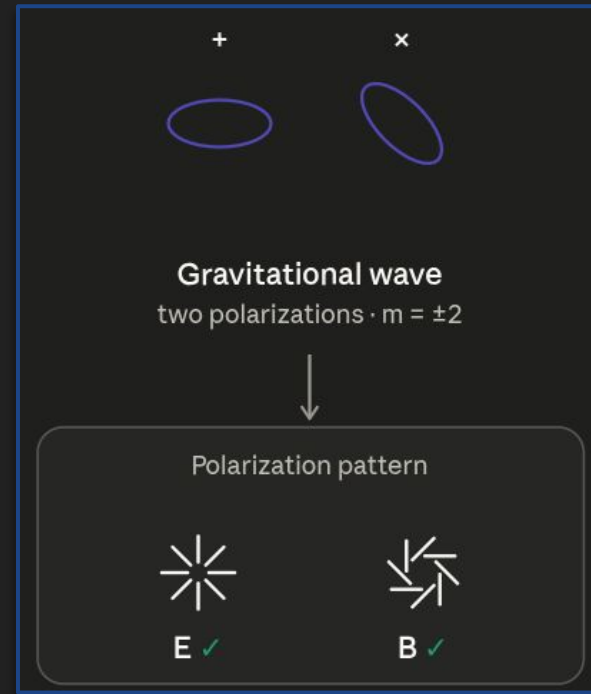 + ×
Gravitational wave
two polarizations · m = ±2
Polarization pattern
E ✓ B ✓